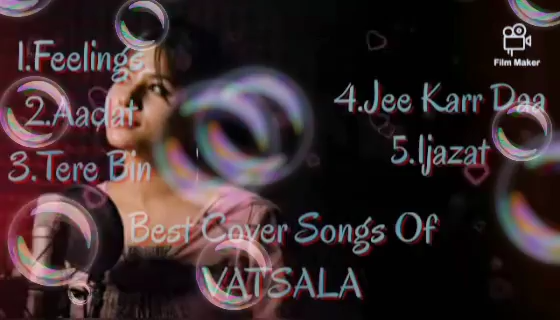 1.Feelings
2.Aadat
3.Tere Bin
4.Jee Karr Daa
5.Ijazat
Best Cover Songs Of
VATSALA
Film Maker